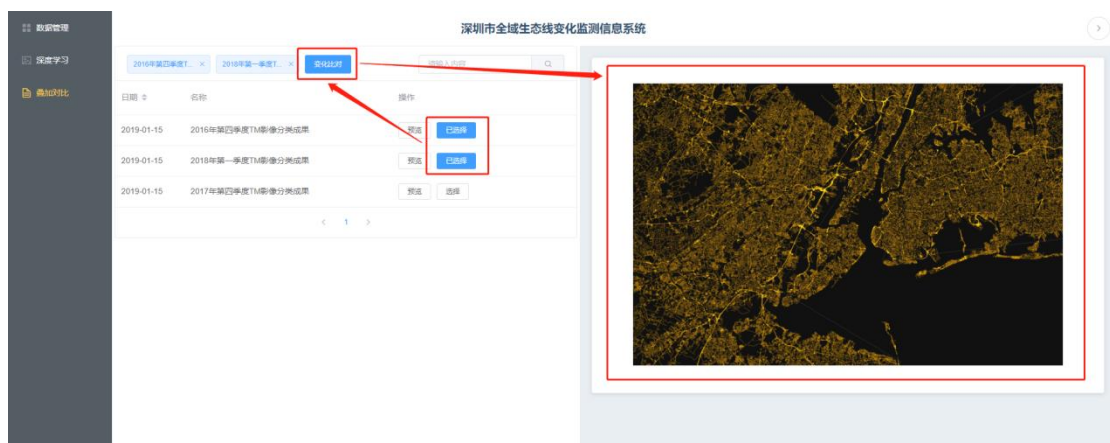 深圳市全域生态线变化监测信息系统
数据管理
深度学习
叠加对比
2016年第四季度T... × 2018年第一季度T... × 变化比对 请输入内容
日期 名称 操作
2019-01-15 2016年第四季度TM影像分类成果 预览 已选择
2019-01-15 2018年第一季度TM影像分类成果 预览 已选择
2019-01-15 2017年第四季度TM影像分类成果 预览 选择
< 1 >